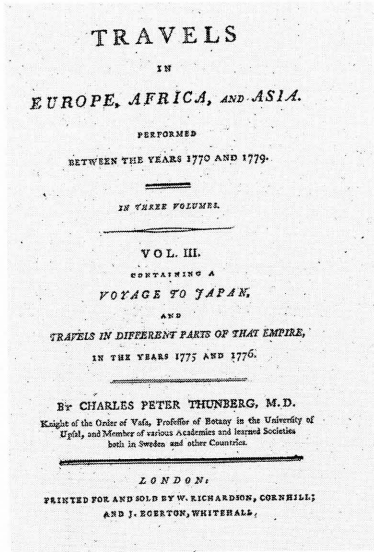 TRAVELS
IN
EUROPE, AFRICA, AND ASIA.
PERFORMED
BETWEEN THE YEARS 1770 AND 1779.
IN THREE VOLUMES.
VOL. III.
CONTAINING A
VOYAGE TO JAPAN,
AND
TRAVELS IN DIFFERENT PARTS OF THAT EMPIRE,
IN THE YEARS 1775 AND 1776.
BY CHARLES PETER THUNBERG, M.D.
Knight of the Order of Vaſa, Profeſſor of Botany in the Univerſity of
Upſal, and Member of various Academies and learned Societies
both in Sweden and other Countries.
LONDON:
PRINTED FOR AND SOLD BY W. RICHARDSON, CORNHILL;
AND J. EGERTON, WHITEHALL,